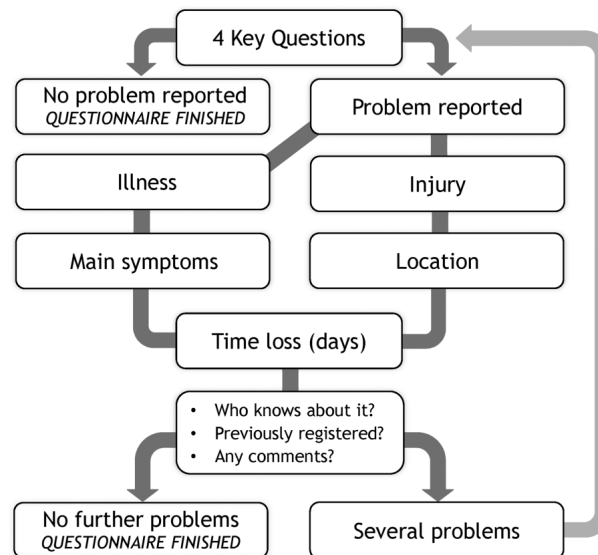 4 Key Questions
No problem reported
QUESTIONNAIRE FINISHED
Problem reported
Illness
Injury
Main symptoms
Location
Time loss (days)
• Who knows about it?
• Previously registered?
• Any comments?
No further problems
QUESTIONNAIRE FINISHED
Several problems